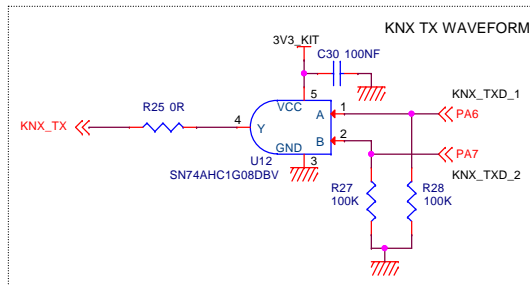 KNX TX WAVEFORM
3V3_KIT
C30 100NF
R25 0R
5
VCC
A
1
KNX_TXD_1
KNX_TX
4
Y
PA6
B
2
GND
PA7
U12
3
KNX_TXD_2
SN74AHC1G08DBV
R27
100K
R28
100K